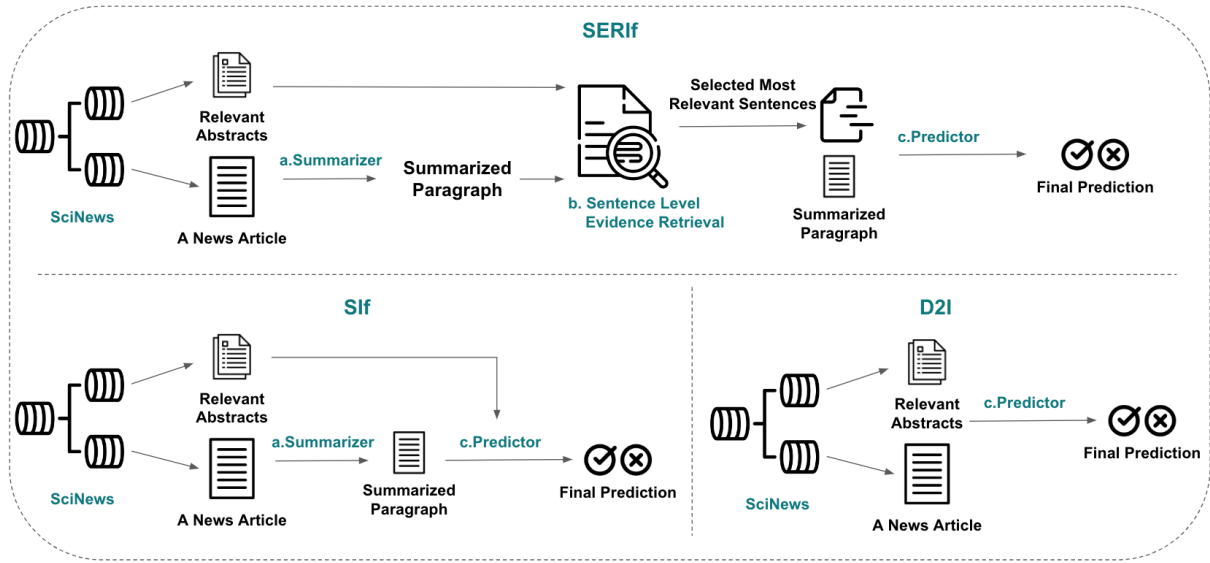 SERIf
Relevant
Abstracts
SciNews
A News Article
a.Summarizer
Summarized
Paragraph
b. Sentence Level
Evidence Retrieval
Selected Most
Relevant Sentences
Summarized
Paragraph
c.Predictor
Final Prediction
SIf
Relevant
Abstracts
SciNews
A News Article
a.Summarizer
Summarized
Paragraph
c.Predictor
Final Prediction
D2I
Relevant
Abstracts
SciNews
A News Article
c.Predictor
Final Prediction